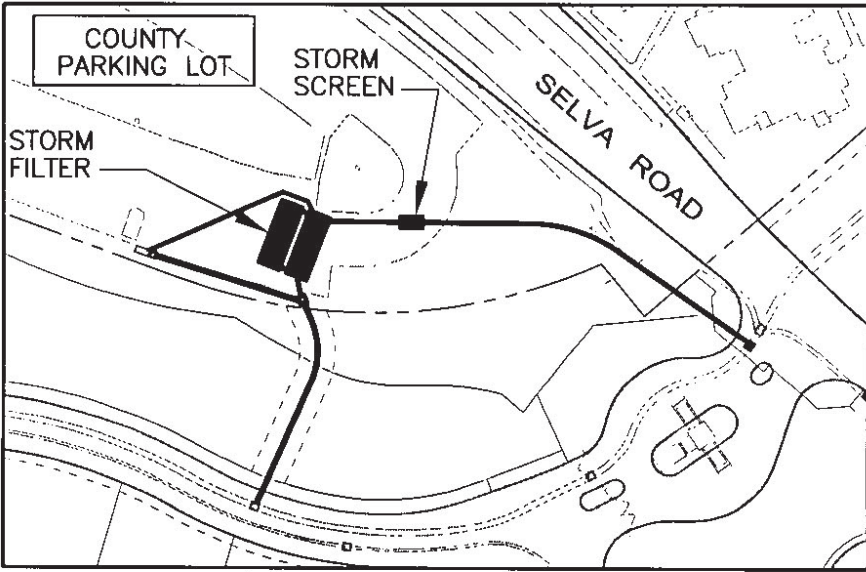 COUNTY
PARKING LOT
STORM
SCREEN
STORM
FILTER
SELVA ROAD